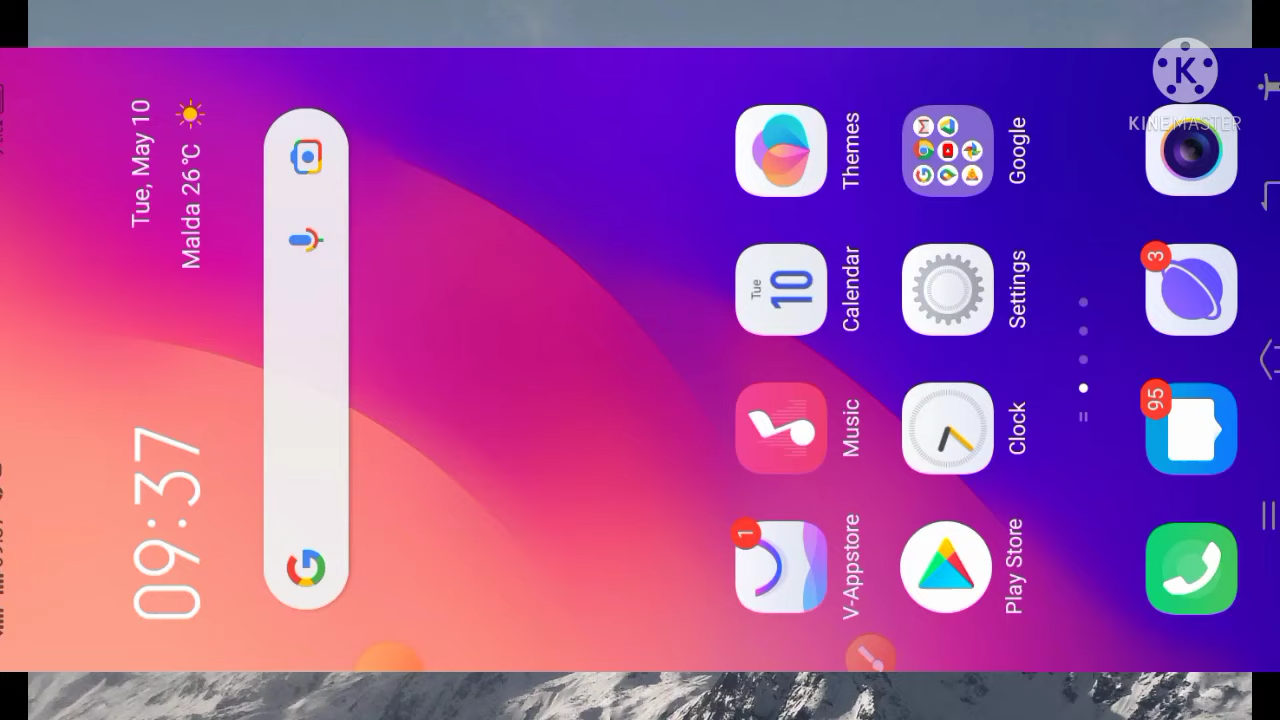 09:37
Tue, May 10
Malda 26°C
1
V-Appstore
Music
Tue
10
Calendar
Themes
Play Store
Clock
Settings
Google
95
3
K
KINEMASTER